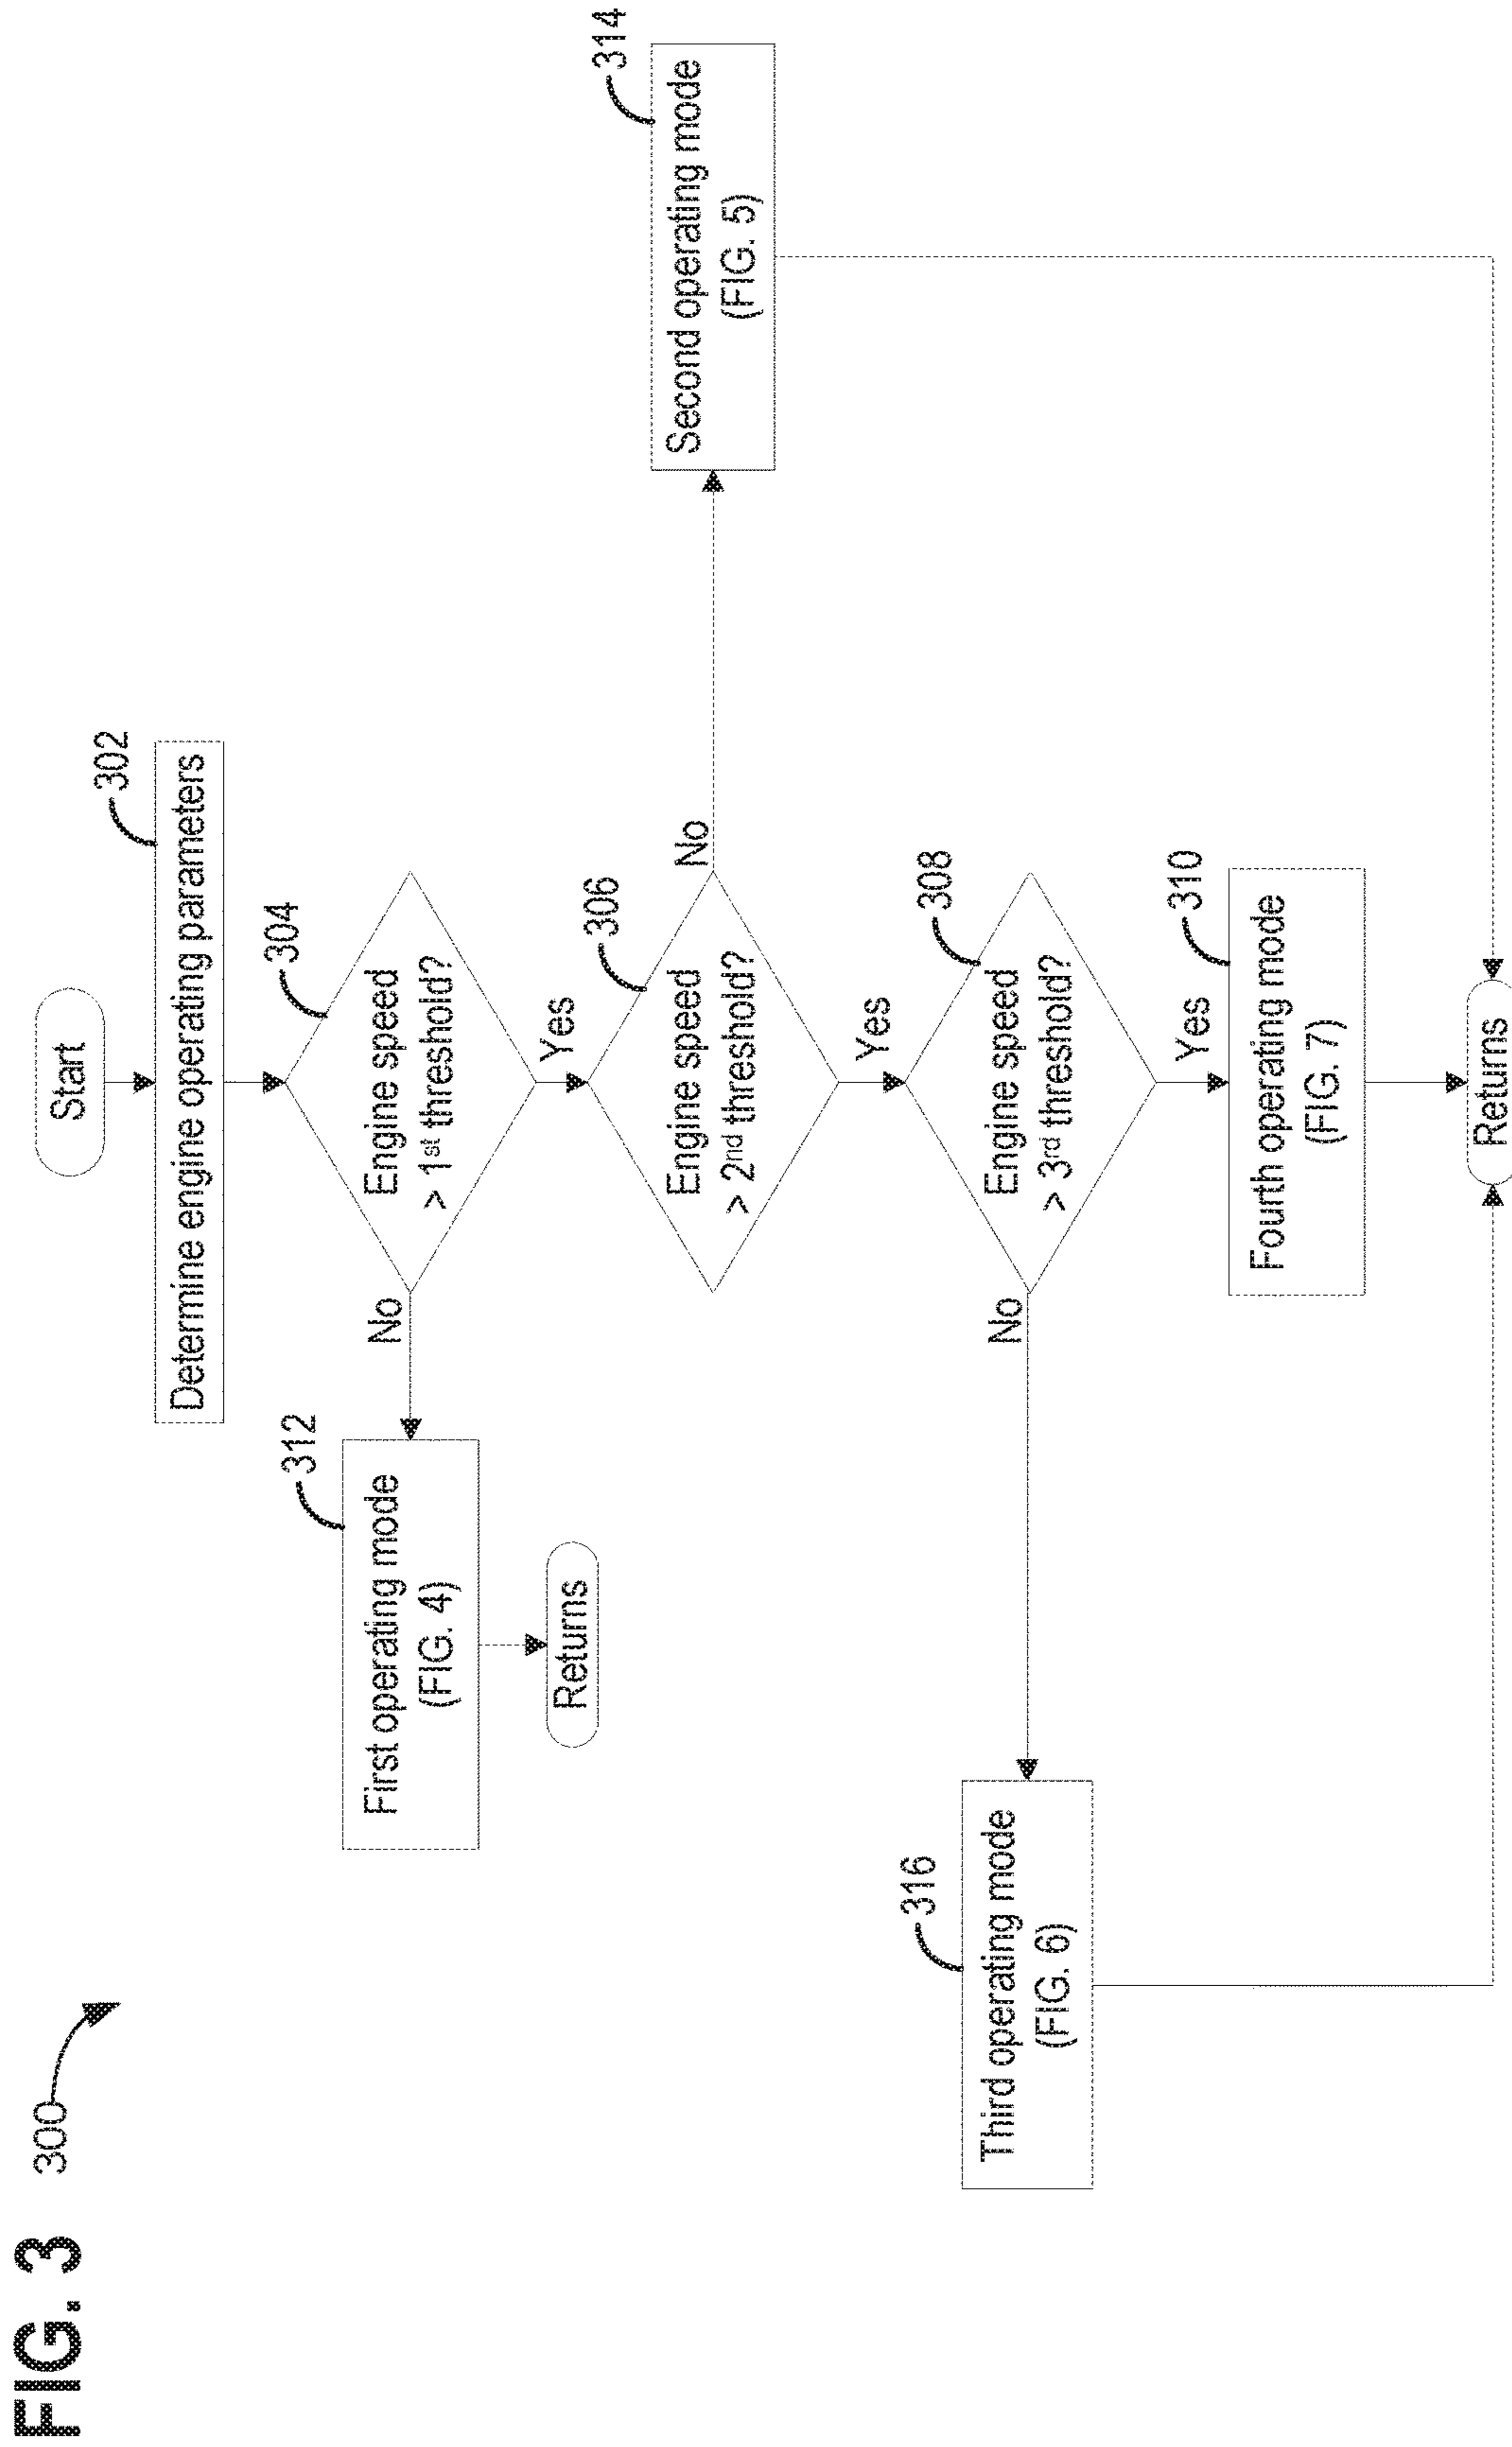 FIG. 3
300
Start
302
Determine engine operating parameters
304
Engine speed
> 1st threshold?
No
Yes
312
First operating mode
(FIG. 4)
Returns
306
Engine speed
> 2nd threshold?
No
Yes
314
Second operating mode
(FIG. 5)
308
Engine speed
> 3rd threshold?
No
Yes
316
Third operating mode
(FIG. 6)
310
Fourth operating mode
(FIG. 7)
Returns